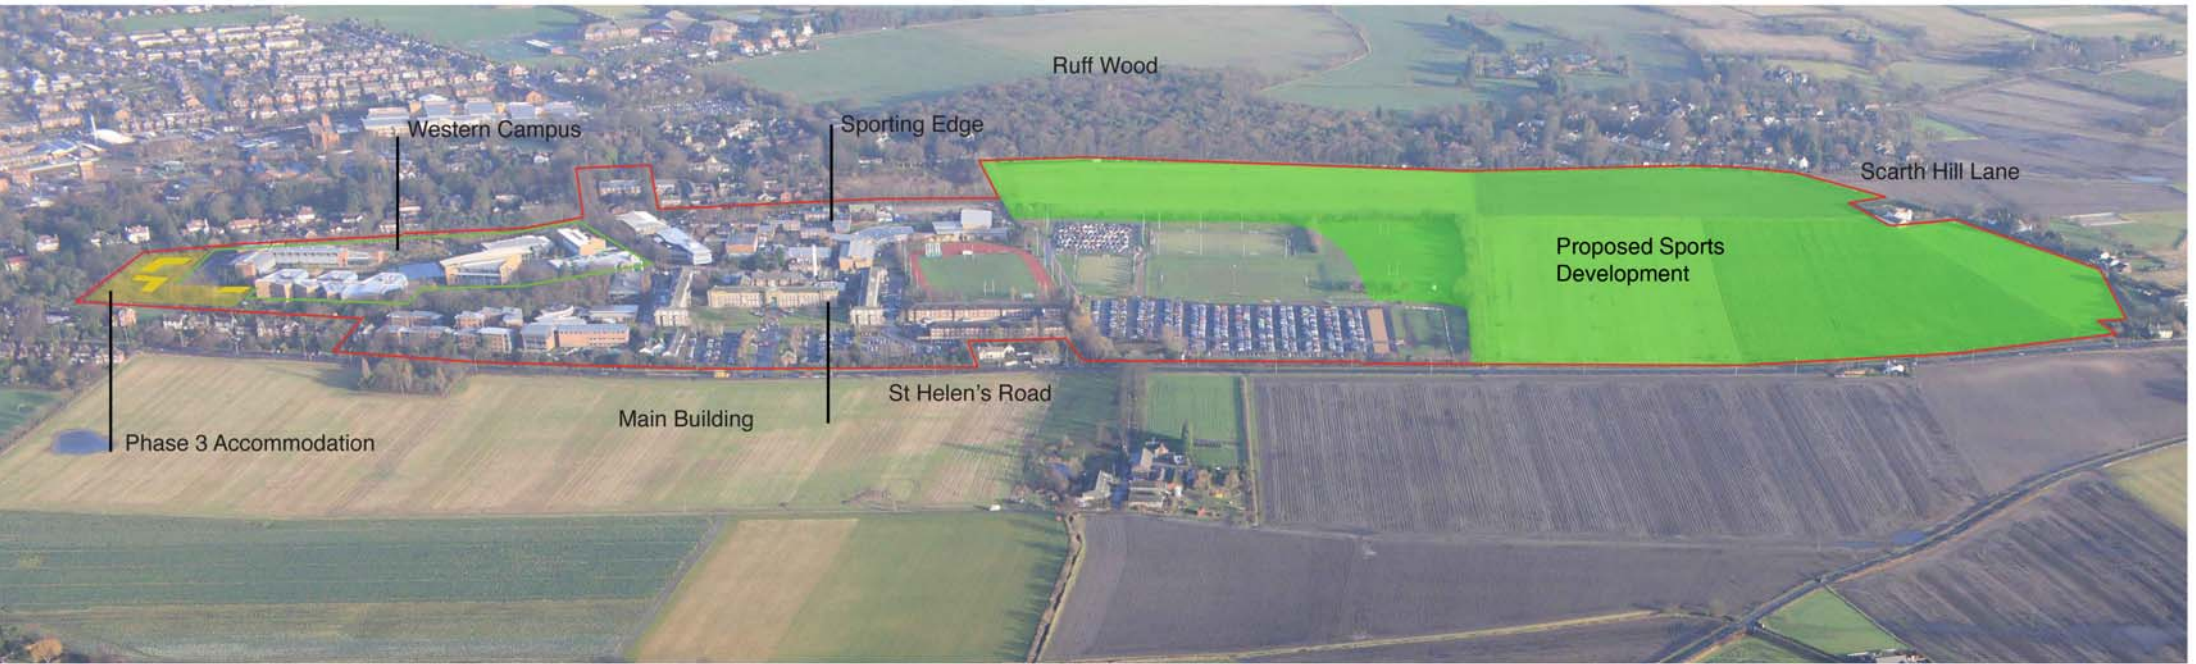 Ruff Wood
Western Campus
Sporting Edge
Scarth Hill Lane
Proposed Sports
Development
St Helen's Road
Main Building
Phase 3 Accommodation